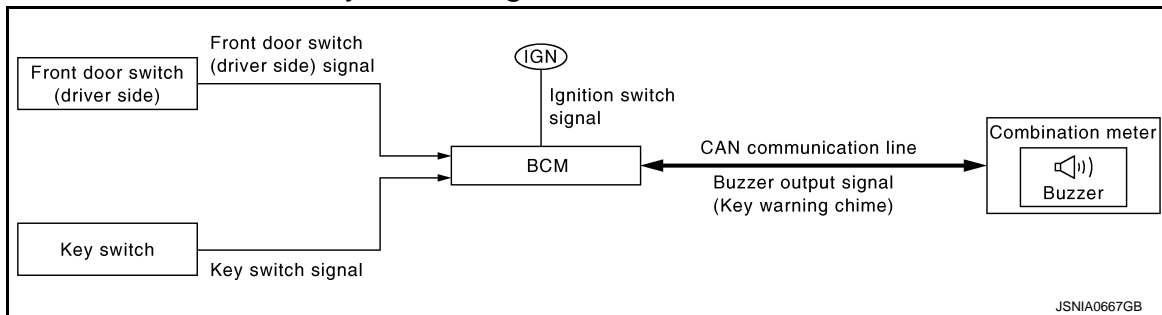 Front door switch
(driver side)
Front door switch
(driver side) signal
IGN
Ignition switch
signal
BCM
CAN communication line
Buzzer output signal
(Key warning chime)
Combination meter
Buzzer
Key switch
Key switch signal
JSNIA0667GB